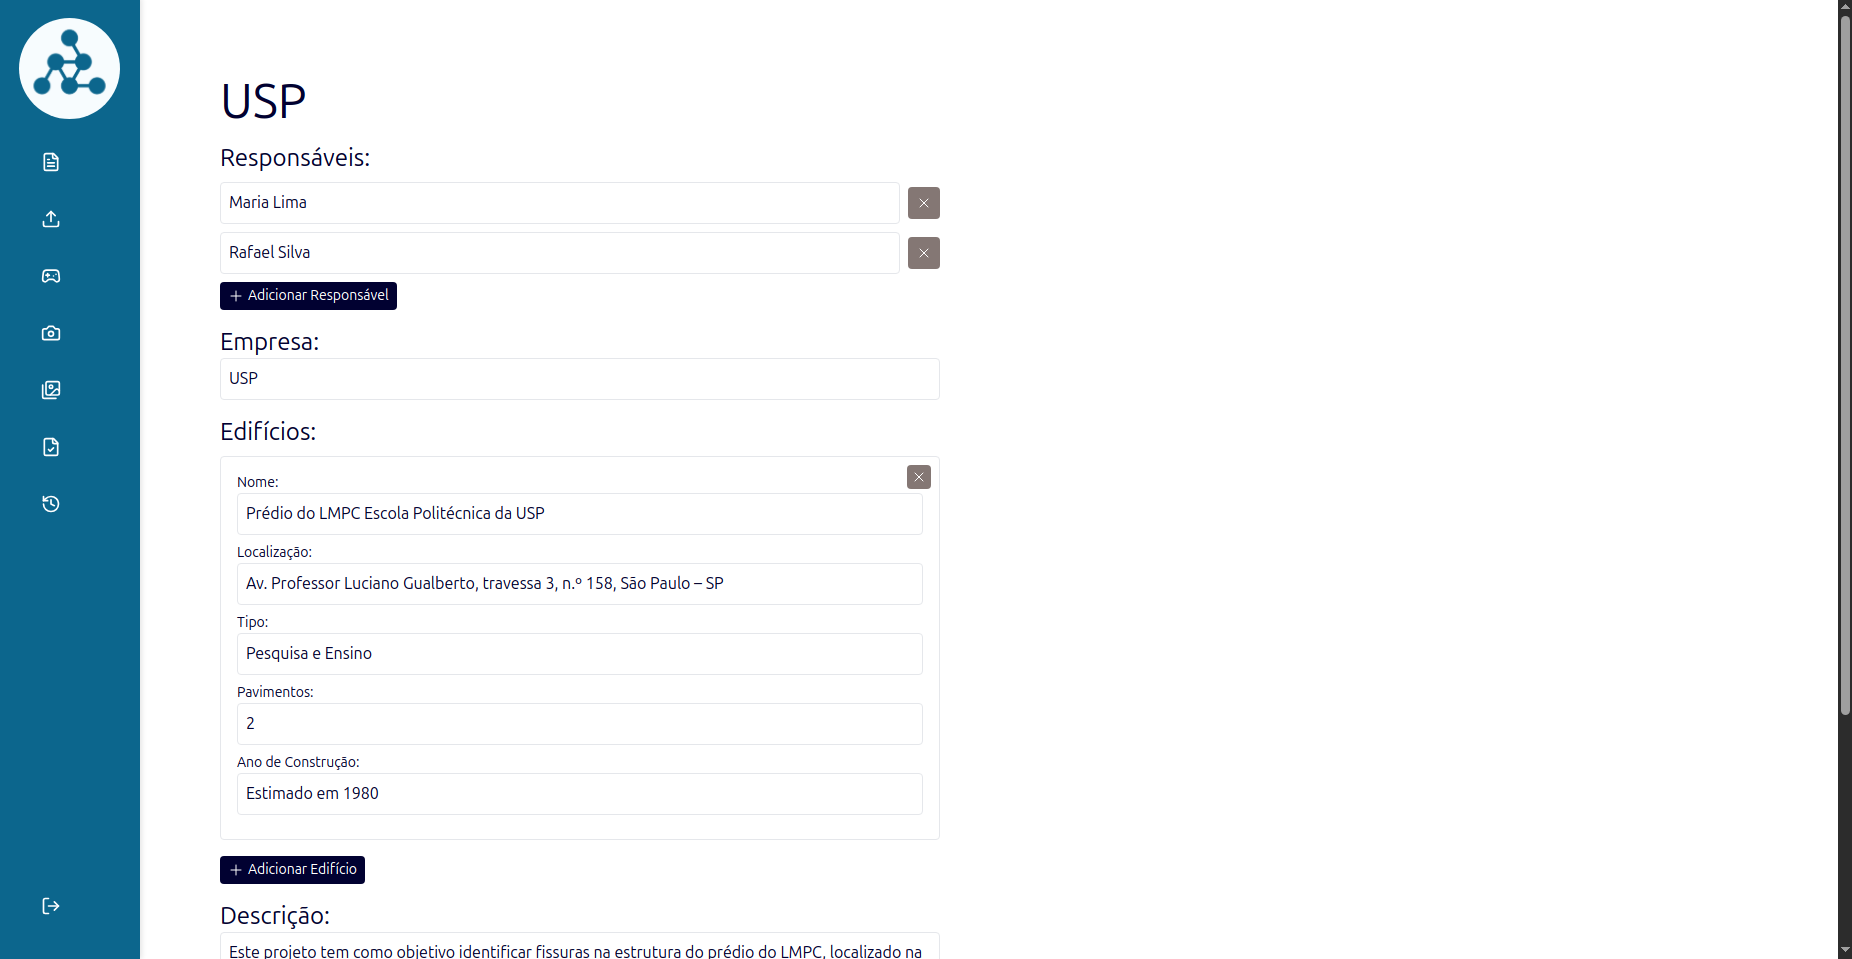 USP
Responsáveis:
Maria Lima
Rafael Silva
Adicionar Responsável
Empresa:
USP
Edifícios:
Nome:
Prédio do LMPC Escola Politécnica da USP
Localização:
Av. Professor Luciano Gualberto, travessa 3, n.º 158, São Paulo – SP
Tipo:
Pesquisa e Ensino
Pavimentos:
2
Ano de Construção:
Estimado em 1980
Adicionar Edifício
Descrição:
Este projeto tem como objetivo identificar fissuras na estrutura do prédio do LMPC, localizado na